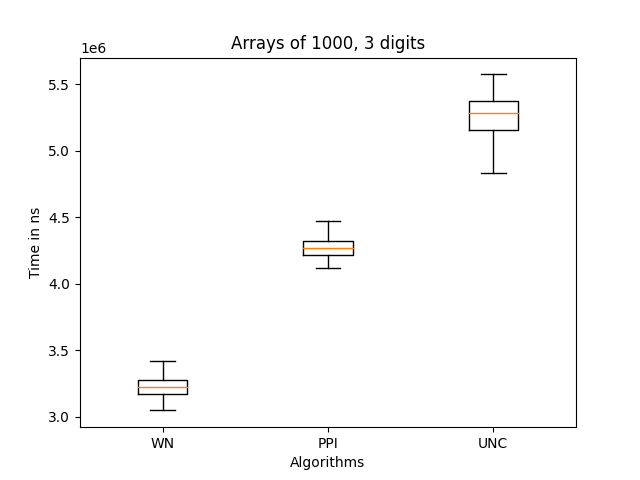 Arrays of 1000, 3 digits
1e6
5.5
5.0
4.5
4.0
3.5
3.0
Time in ns
WN PPI UNC
Algorithms